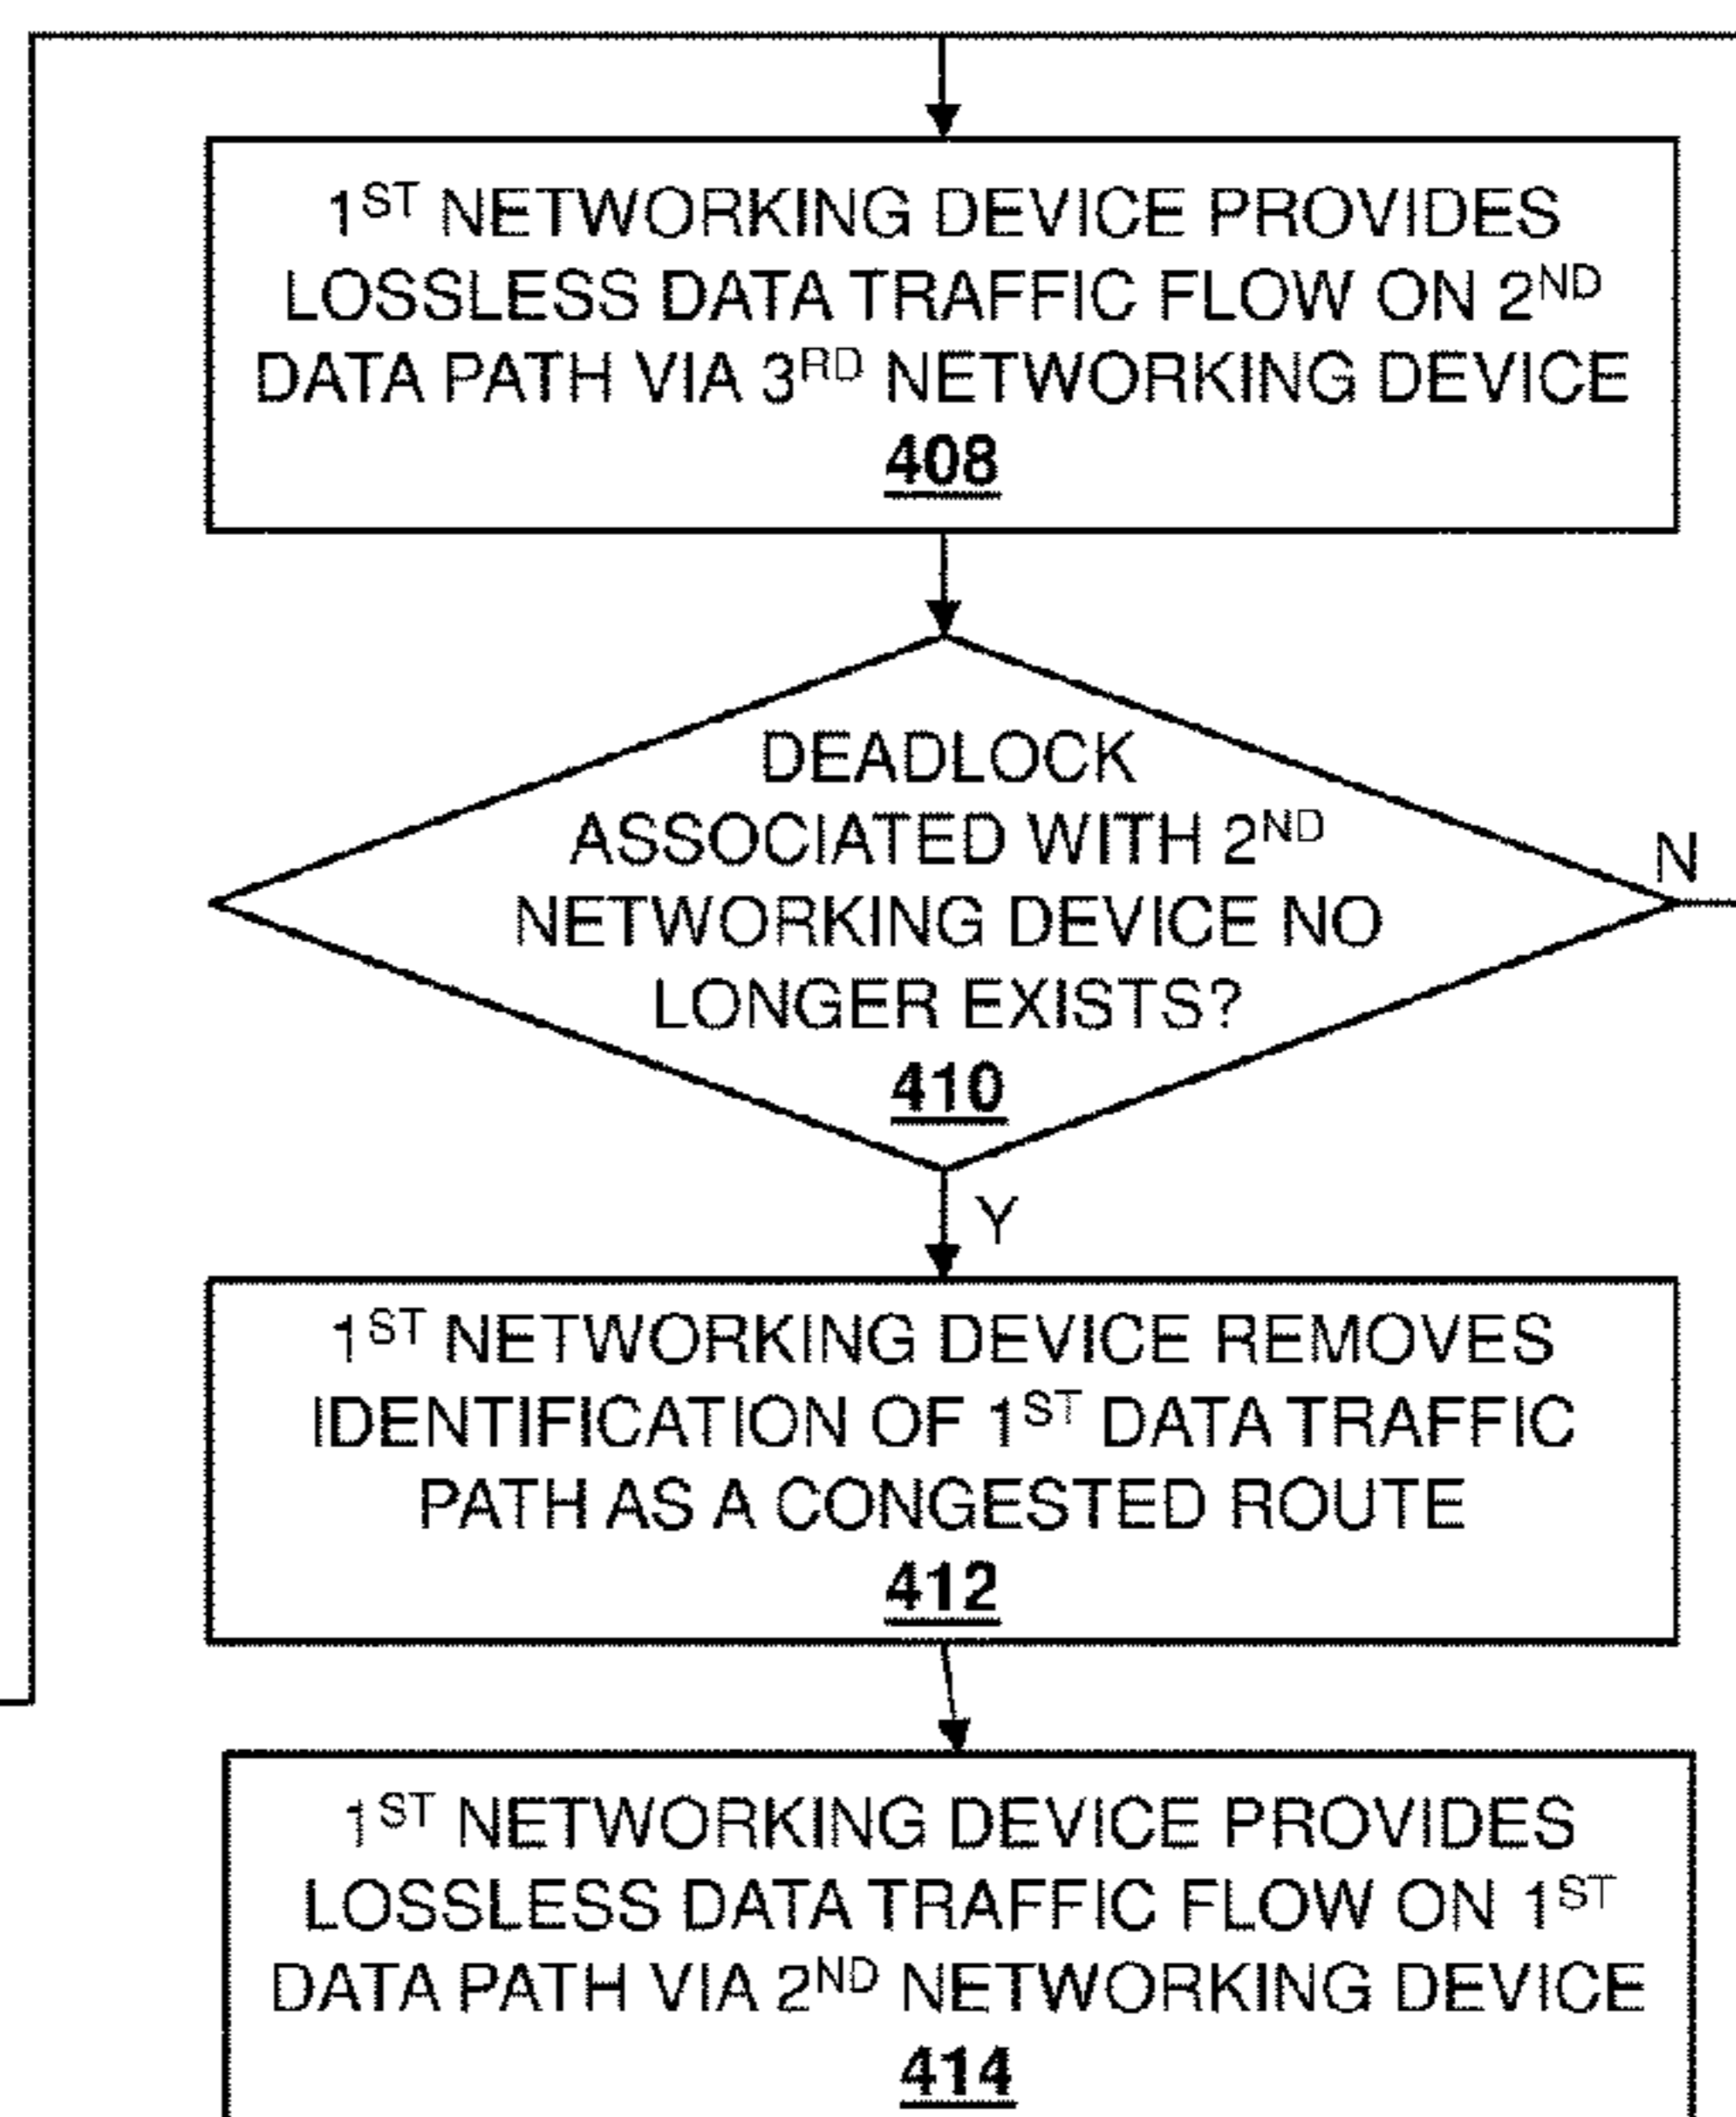 1ST NETWORKING DEVICE PROVIDES
LOSSLESS DATA TRAFFIC FLOW ON 2ND
DATA PATH VIA 3RD NETWORKING DEVICE
408
DEADLOCK
ASSOCIATED WITH 2ND
NETWORKING DEVICE NO
LONGER EXISTS?
410
N
Y
1ST NETWORKING DEVICE REMOVES
IDENTIFICATION OF 1ST DATA TRAFFIC
PATH AS A CONGESTED ROUTE
412
1ST NETWORKING DEVICE PROVIDES
LOSSLESS DATA TRAFFIC FLOW ON 1ST
DATA PATH VIA 2ND NETWORKING DEVICE
414